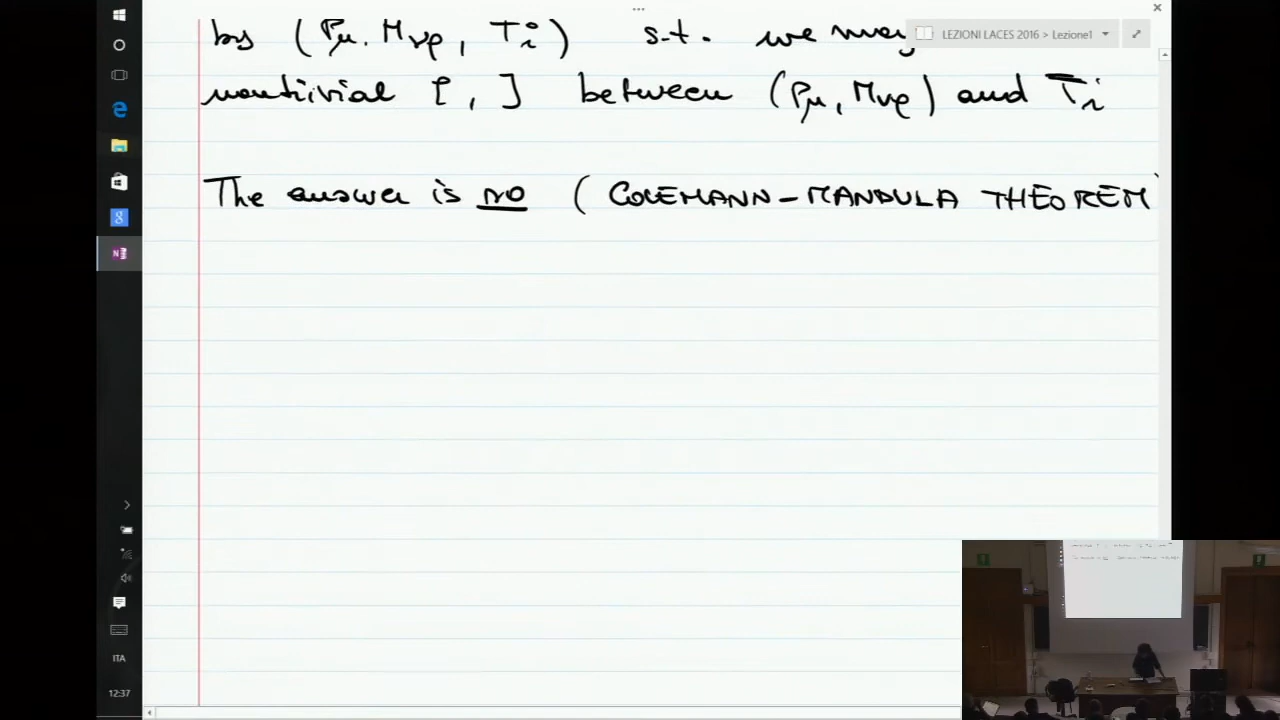 by (Pμ, Mνρ, Ti) s.t. we may
LEZIONI LACES 2016 > Lezione1
nontrivial [ , ] between (Pμ, Mνρ) and Ti
The answer is NO ( COLEMANN-MANDULA THEOREM)
ITA
12:37